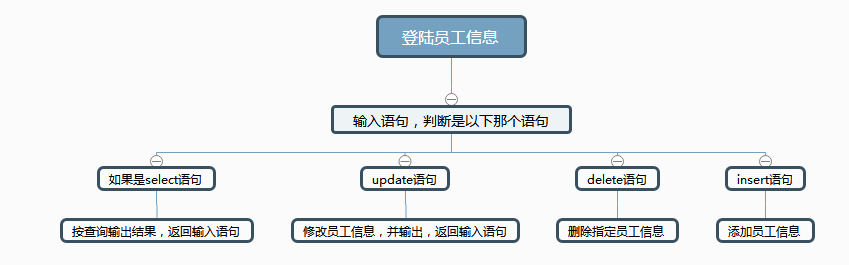 登陆员工信息
输入语句，判断是以下那个语句
如果是select语句
update语句
delete语句
insert语句
按查询输出结果，返回输入语句
修改员工信息，并输出，返回输入语句
删除指定员工信息
添加员工信息